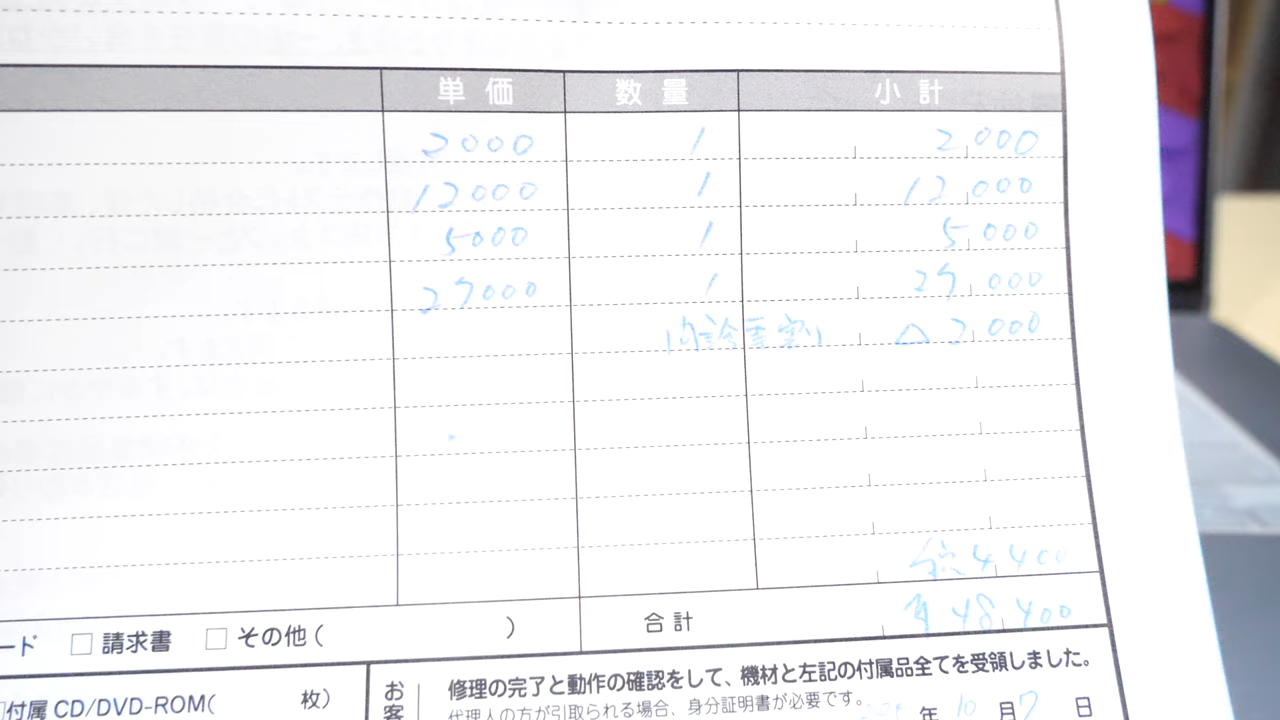 単価 数量 小計
2000 1 2,000
12000 1 12,000
5000 1 5,000
27000 1 27,000
△2,000
4,400
合計 ¥48,400
ード □ 請求書 □ その他( )
付属 CD/DVD-ROM( 枚)
お客
修理の完了と動作の確認をして、機材と左記の付属品全てを受領しました。
代理人の方が引取られる場合、身分証明書が必要です。
年 10 月 7 日